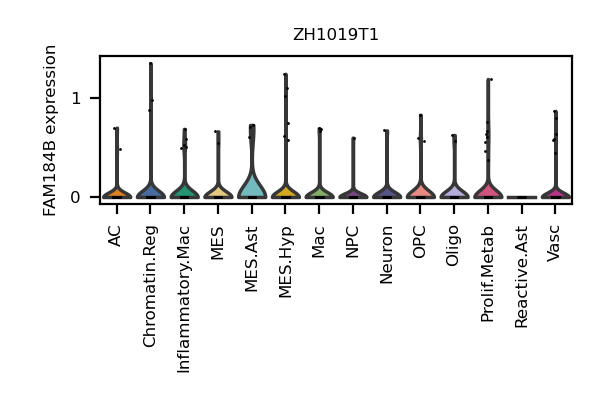 ZH1019T1
FAM184B expression
1
0
AC
Chromatin.Reg
Inflammatory.Mac
MES
MES.Ast
MES.Hyp
Mac
NPC
Neuron
OPC
Oligo
Prolif.Metab
Reactive.Ast
Vasc